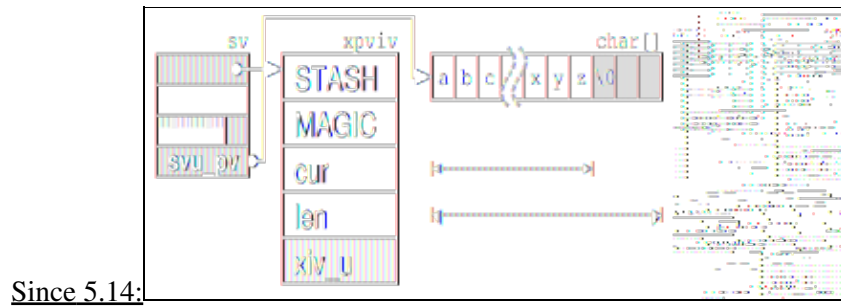 sv xpviv char[]
STASH a b c x y z \0
MAGIC
svu_pv cur
len
xiv_u
Since 5.14: